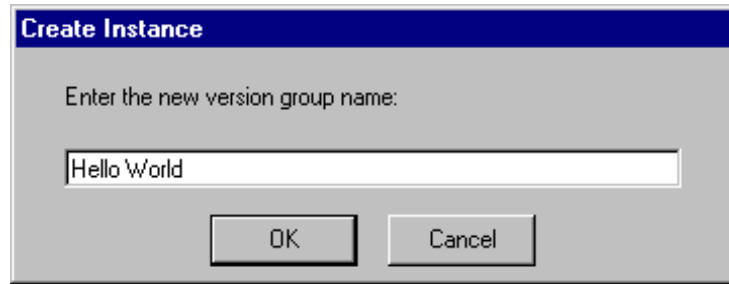 Create Instance
Enter the new version group name:
Hello World
OK Cancel